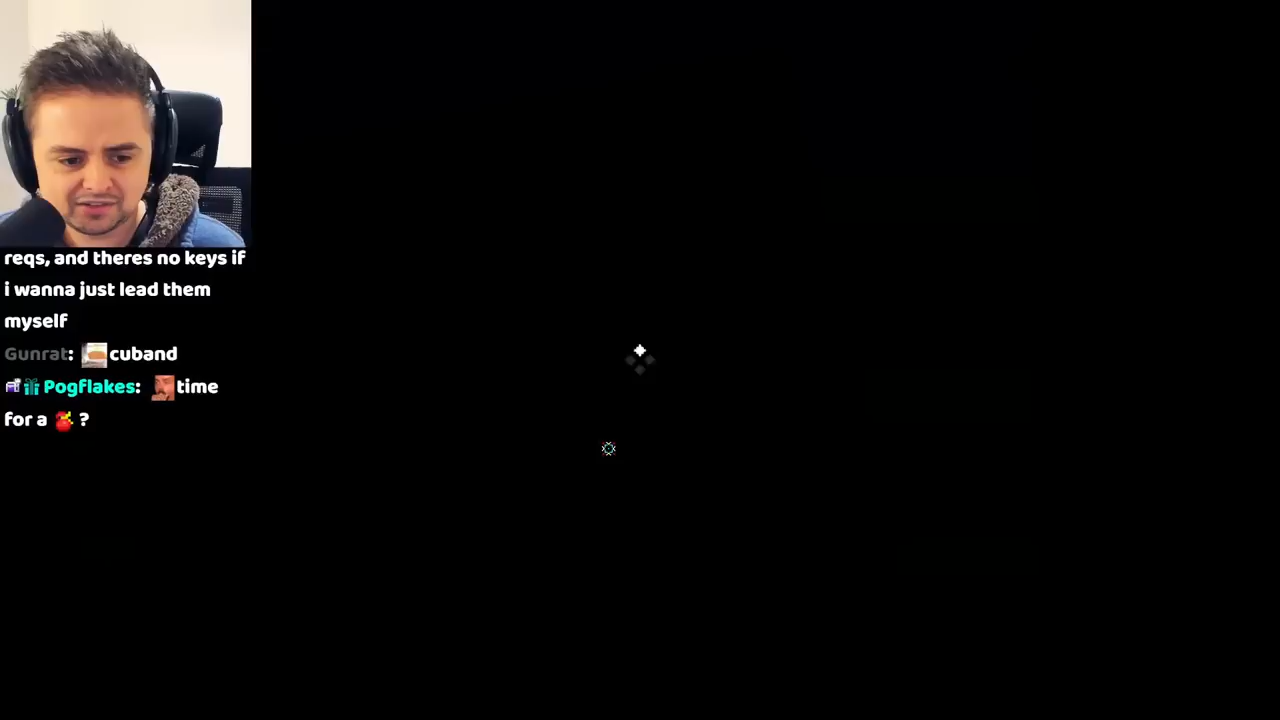 reqs, and theres no keys if
i wanna just lead them
myself
Gunrat: cuband
Pogflakes: time
for a ?